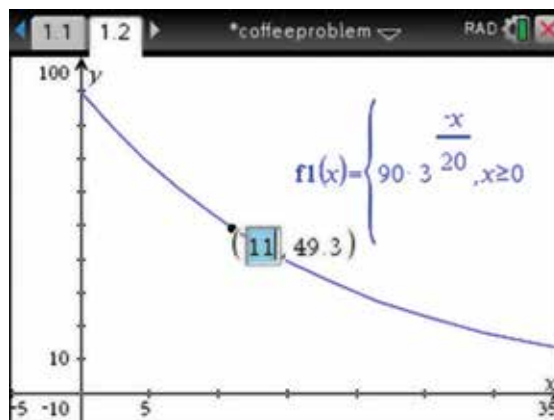 1.1 1.2 *coffeeproblem RAD
100 y
f1(x)={90·3^(-x/20) ,x≥0
(11, 49.3)
10
x
-5 -10 5 35